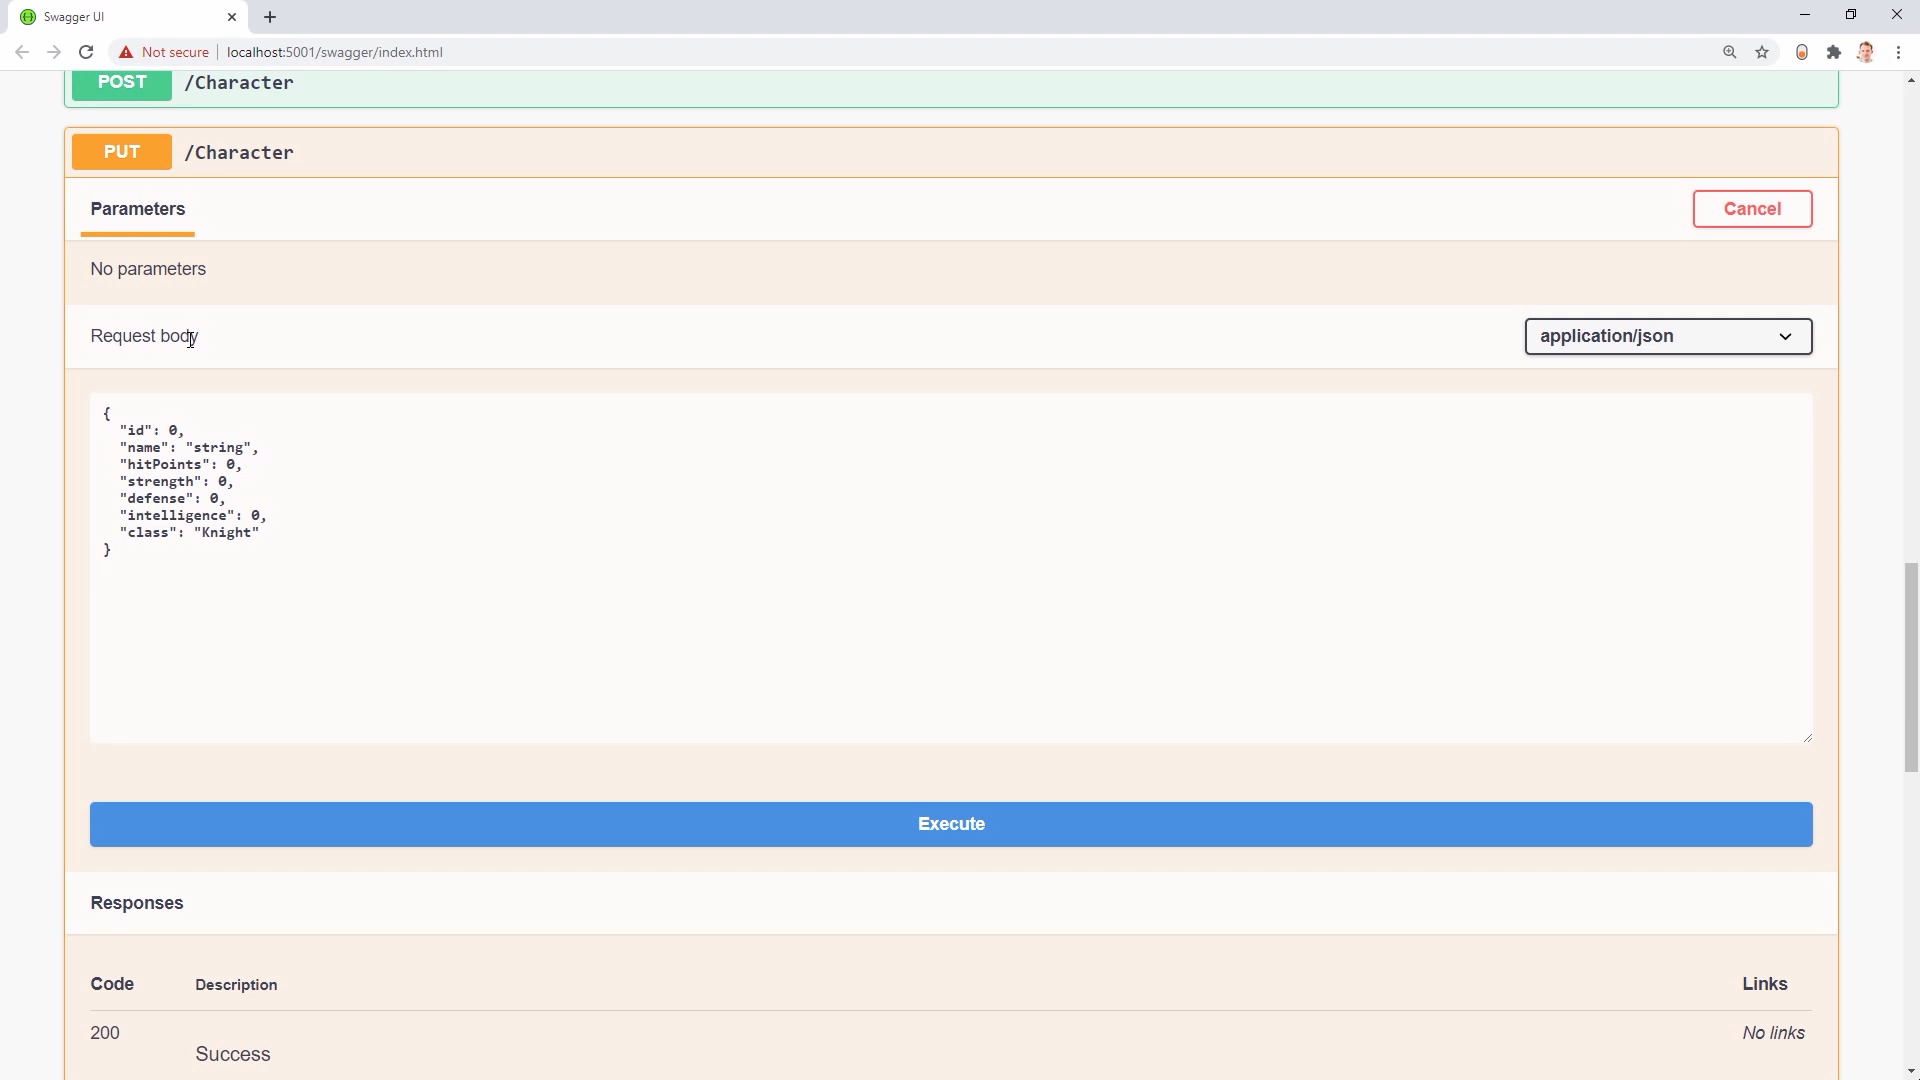 Swagger UI
Not secure localhost:5001/swagger/index.html
POST /Character
PUT /Character
Parameters
Cancel
No parameters
Request body
application/json
{
  "id": 0,
  "name": "string",
  "hitPoints": 0,
  "strength": 0,
  "defense": 0,
  "intelligence": 0,
  "class": "Knight"
}
Execute
Responses
Code Description Links
200 No links
Success